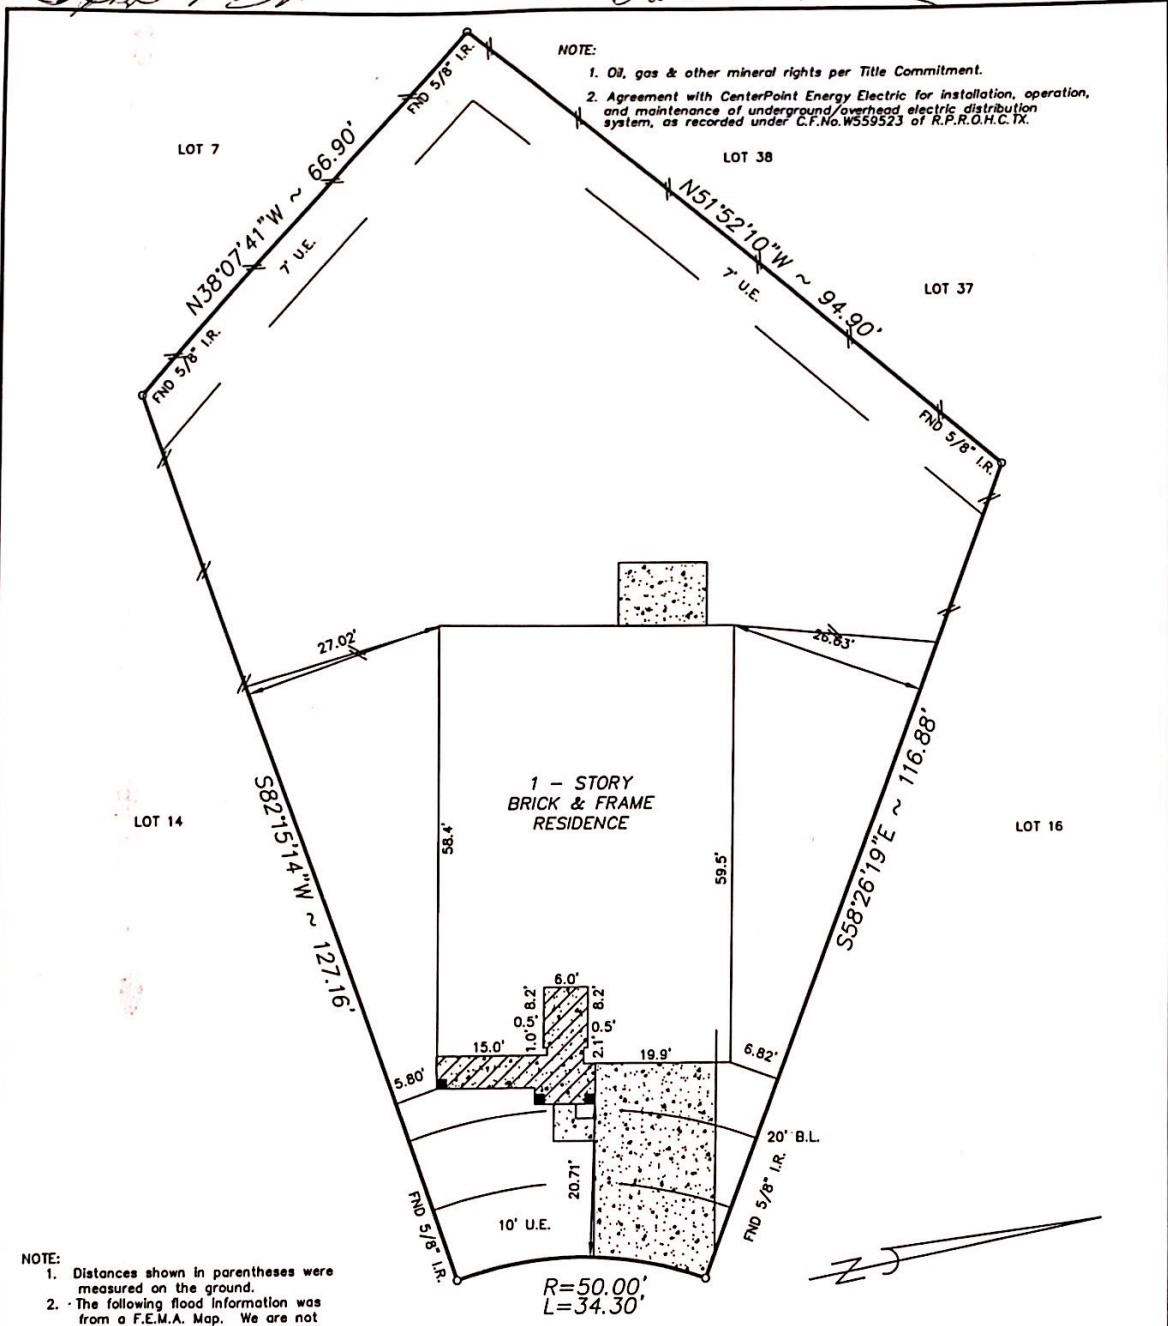 NOTE:
1. Oil, gas & other mineral rights per Title Commitment.
2. Agreement with CenterPoint Energy Electric for installation, operation,
and maintenance of underground/overhead electric distribution
system, as recorded under C.F.No.W559523 of R.P.R.O.H.C.TX.
FND 5/8" I.R.
LOT 7
LOT 38
N38°07'41"W ~ 66.90'
7' U.E.
N51°52'10"W ~ 94.90'
7' U.E.
LOT 37
FND 5/8" I.R.
FND 5/8" I.R.
27.02'
26.63'
1 - STORY
BRICK & FRAME
RESIDENCE
LOT 14
LOT 16
58.4'
59.5'
S82°15'14"W ~ 127.16'
S58°26'19"E ~ 116.88'
6.0'
8.2'
8.2'
0.5'
0.5'
1.0'
2.1'
15.0'
19.9'
6.82'
5.80'
20' B.L.
20.71'
10' U.E.
FND 5/8" I.R.
FND 5/8" I.R.
N
R=50.00'
L=34.30'
NOTE:
1. Distances shown in parentheses were
measured on the ground.
2. The following flood information was
from a F.E.M.A. Map. We are not